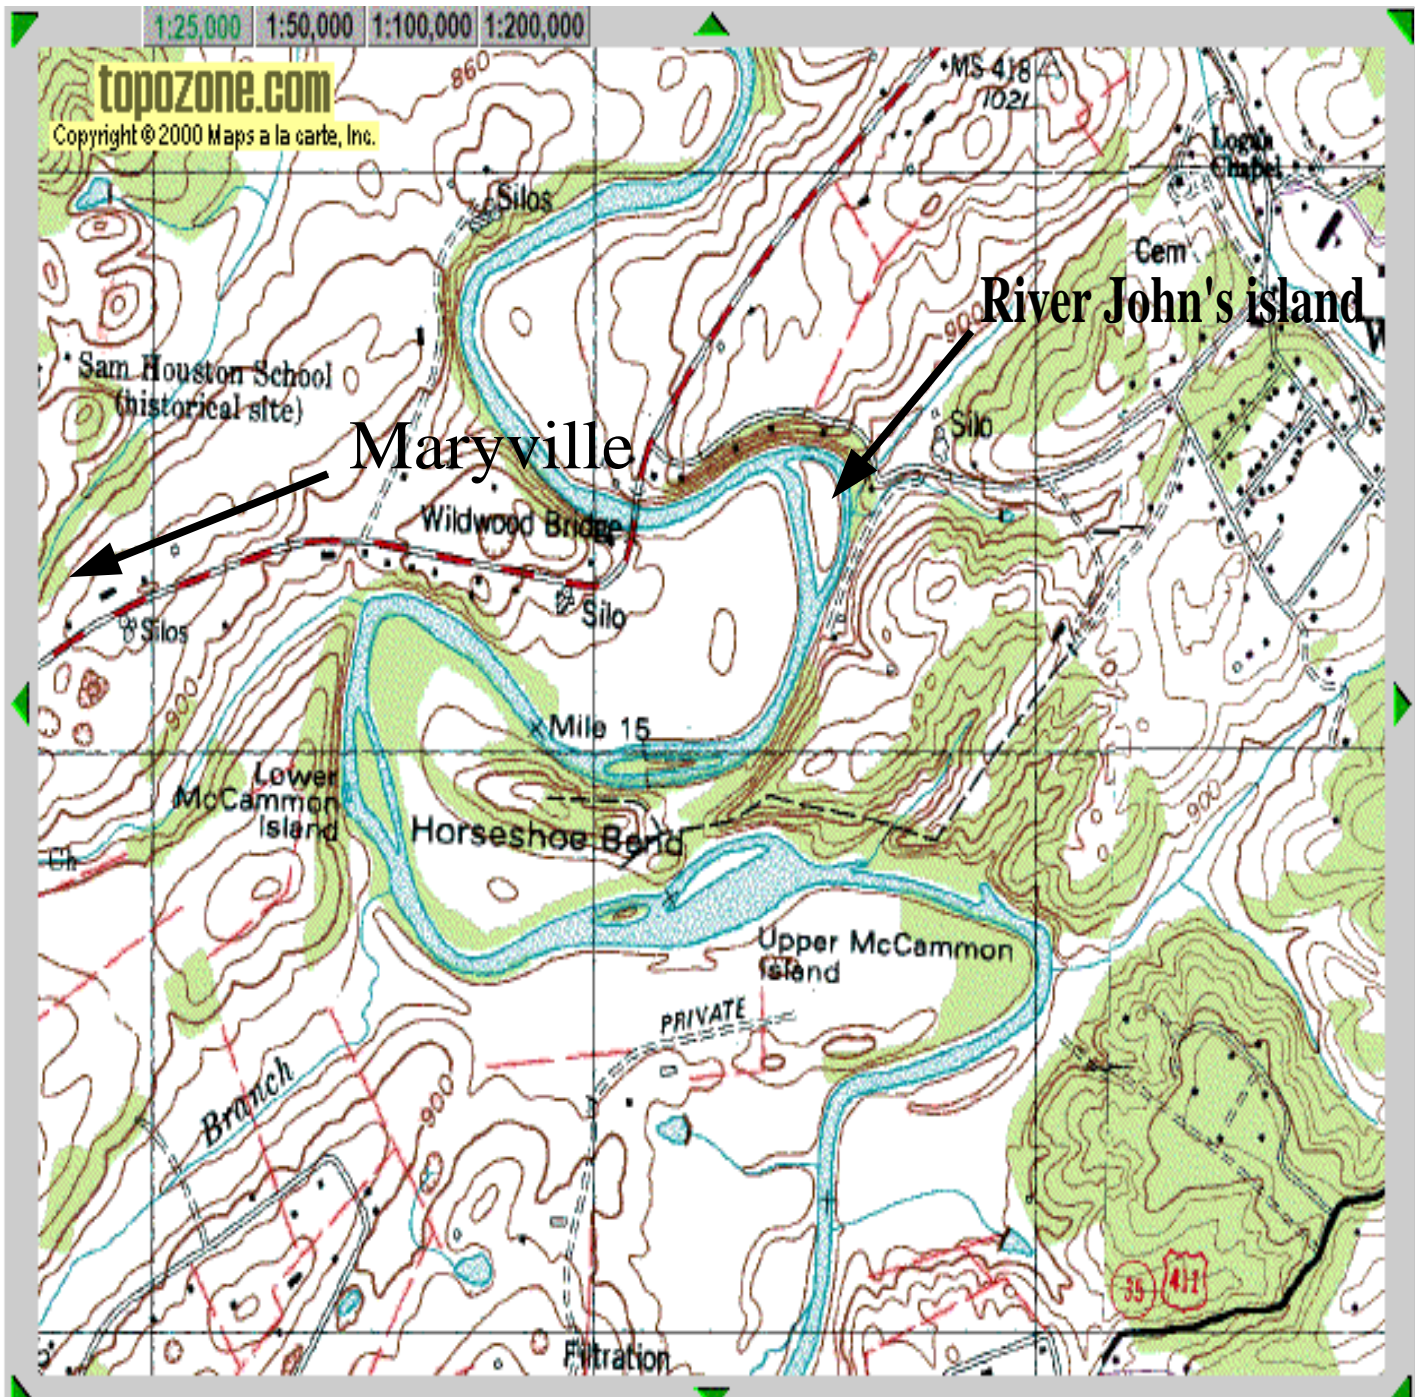 1:25,000 1:50,000 1:100,000 1:200,000
topozone.com
Copyright © 2000 Maps a la carte, Inc.
860
MS 418
1021
Logan
Chapel
Silos
Cem
River John's island
900
W
Sam Houston School
(historical site)
Maryville
Silo
Wildwood Bridge
Silo
Silos
900
Mile 15
Lower
McCammon
Island
900
Horseshoe Bend
Ch
Upper McCammon
Island
PRIVATE
Branch
900
35
411
Filtration